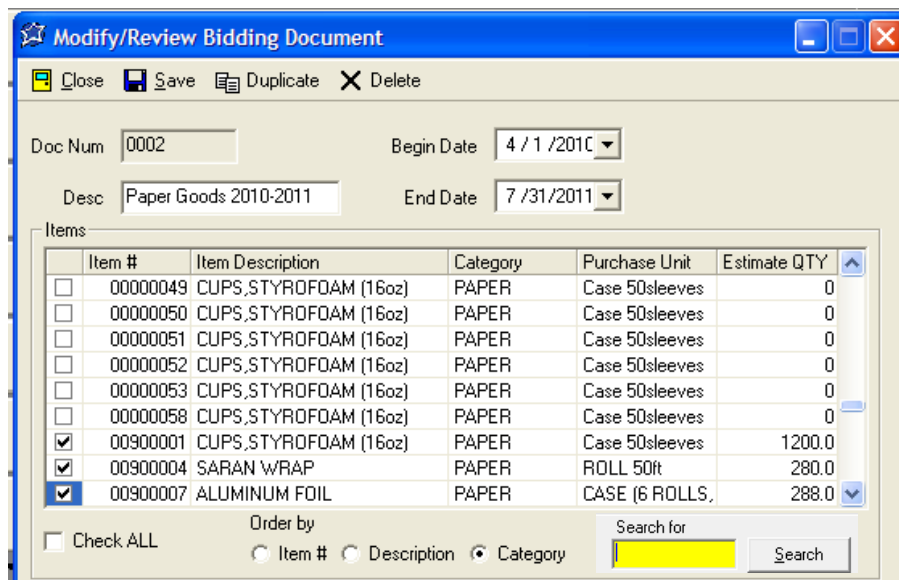 Modify/Review Bidding Document
Close Save Duplicate Delete
Doc Num 0002 Begin Date 4 / 1 /2010
Desc Paper Goods 2010-2011 End Date 7 /31/2011
Items
Item # Item Description Category Purchase Unit Estimate QTY
00000049 CUPS,STYROFOAM (16oz) PAPER Case 50sleeves 0
00000050 CUPS,STYROFOAM (16oz) PAPER Case 50sleeves 0
00000051 CUPS,STYROFOAM (16oz) PAPER Case 50sleeves 0
00000052 CUPS,STYROFOAM (16oz) PAPER Case 50sleeves 0
00000053 CUPS,STYROFOAM (16oz) PAPER Case 50sleeves 0
00000058 CUPS,STYROFOAM (16oz) PAPER Case 50sleeves 0
00900001 CUPS,STYROFOAM (16oz) PAPER Case 50sleeves 1200.0
00900004 SARAN WRAP PAPER ROLL 50ft 280.0
00900007 ALUMINUM FOIL PAPER CASE (6 ROLLS, 288.0
Check ALL
Order by
Item # Description Category
Search for
Search